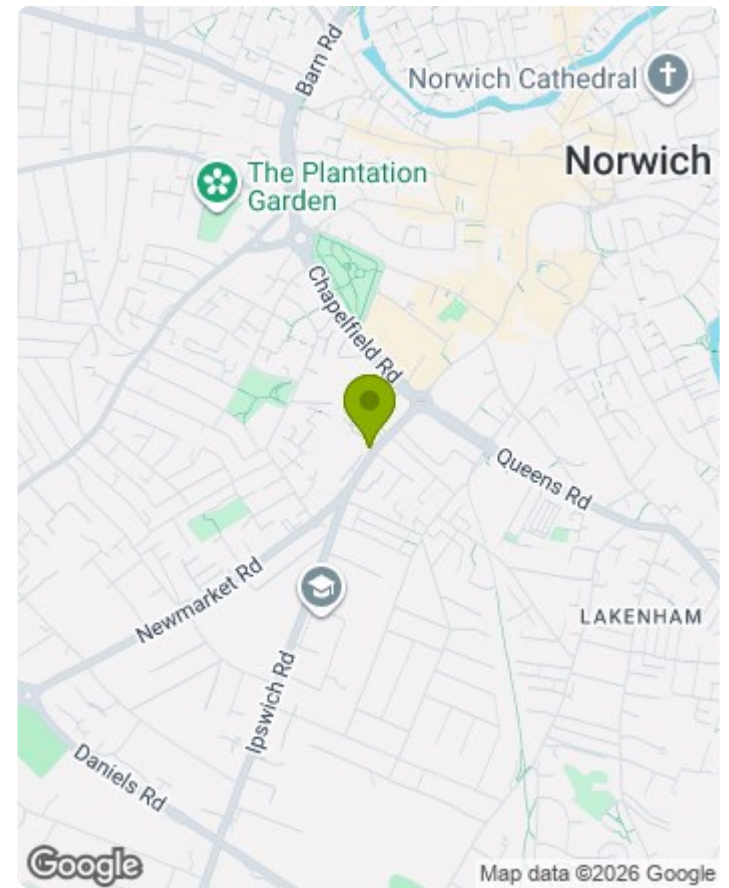 Barn Rd
Norwich Cathedral
Norwich
The Plantation
Garden
Chapelfield Rd
Queens Rd
Newmarket Rd
LAKENHAM
Ipswich Rd
Daniels Rd
Google
Map data ©2026 Google